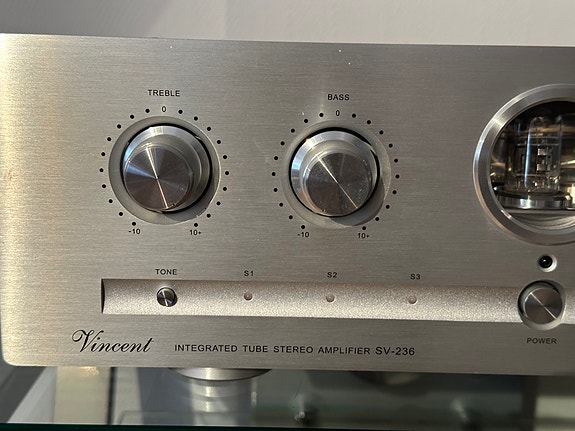 TREBLE
BASS
0
0
-10
10+
-10
10+
TONE
S1
S2
S3
POWER
Vincent INTEGRATED TUBE STEREO AMPLIFIER SV-236